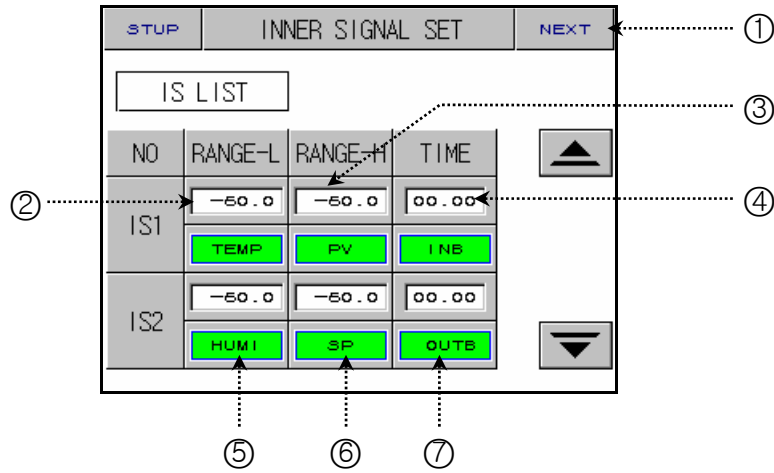 STUP INNER SIGNAL SET NEXT ①
IS LIST
③
NO RANGE-L RANGE-H TIME
② -60.0 -60.0 00.00 ④
IS1
TEMP PV INB
-60.0 -60.0 00.00
IS2
HUMI SP OUTB
⑤ ⑥ ⑦